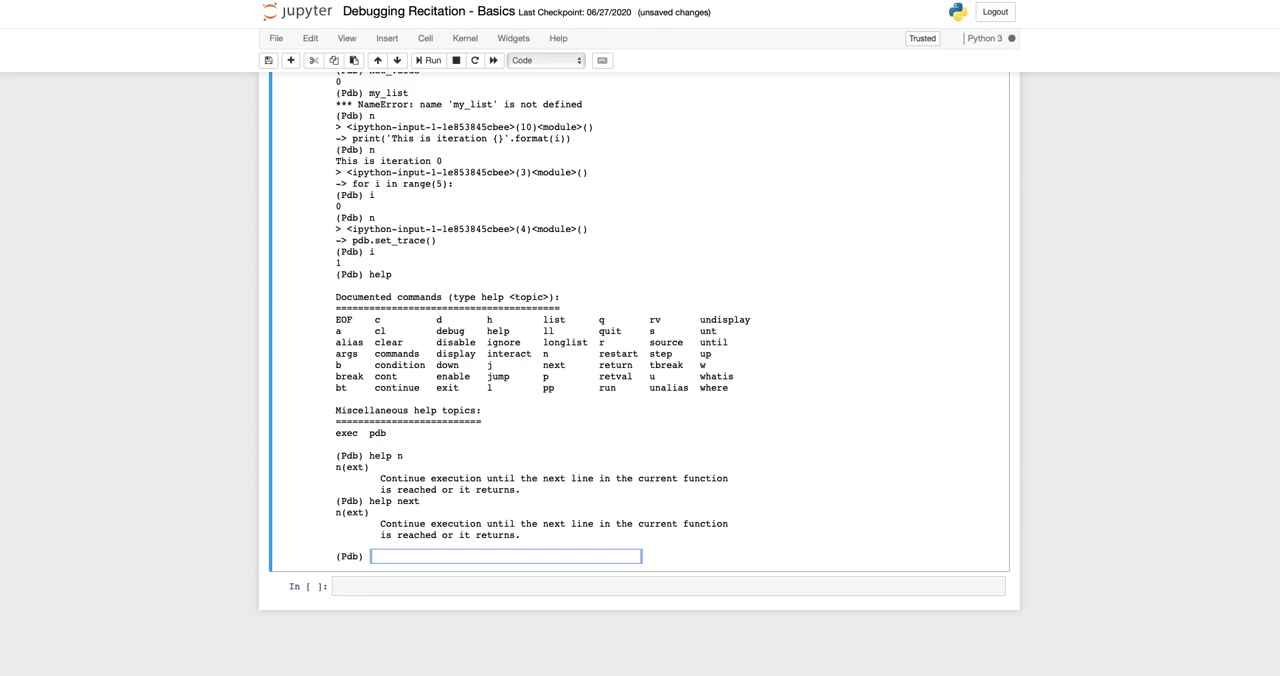 jupyter Debugging Recitation - Basics Last Checkpoint: 06/27/2020 (unsaved changes) Logout
File Edit View Insert Cell Kernel Widgets Help Trusted Python 3
Run Code
0
(Pdb) my_list
*** NameError: name 'my_list' is not defined
(Pdb) n
> <ipython-input-1-1e853845cbee>(10)<module>()
-> print('This is iteration {}'.format(i))
(Pdb) n
This is iteration 0
> <ipython-input-1-1e853845cbee>(3)<module>()
-> for i in range(5):
(Pdb) i
0
(Pdb) n
> <ipython-input-1-1e853845cbee>(4)<module>()
-> pdb.set_trace()
(Pdb) i
1
(Pdb) help
Documented commands (type help <topic>):
========================================
EOF c d h list q rv undisplay
a cl debug help ll quit s unt
alias clear disable ignore longlist r source until
args commands display interact n restart step up
b condition down j next return tbreak w
break cont enable jump p retval u whatis
bt continue exit l pp run unalias where
Miscellaneous help topics:
==========================
exec pdb
(Pdb) help n
n(ext)
Continue execution until the next line in the current function
is reached or it returns.
(Pdb) help next
n(ext)
Continue execution until the next line in the current function
is reached or it returns.
(Pdb)
In [ ]: